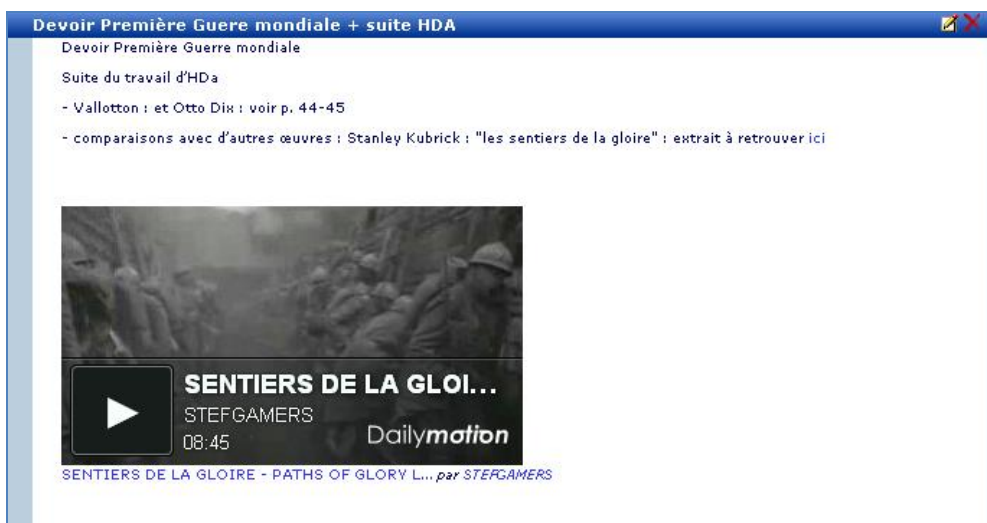 Devoir Première Guere mondiale + suite HDA
Devoir Première Guerre mondiale
Suite du travail d'HDa
- Vallotton : et Otto Dix : voir p. 44-45
- comparaisons avec d'autres œuvres : Stanley Kubrick : "les sentiers de la gloire" : extrait à retrouver ici
SENTIERS DE LA GLOI...
STEFGAMERS
08:45
Dailymotion
SENTIERS DE LA GLOIRE - PATHS OF GLORY L... par STEFGAMERS